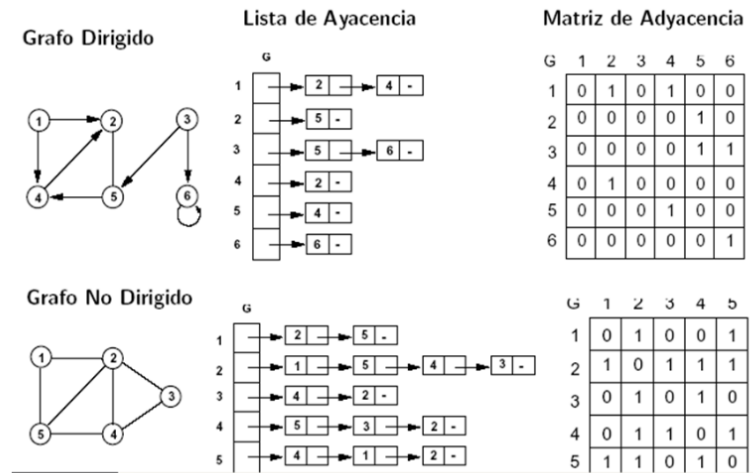 Grafo Dirigido
Lista de Ayacencia
Matriz de Adyacencia
1 2 3
4 5 6
G
1 2 4 -
2 5 -
3 5 6 -
4 2 -
5 4 -
6 6 -
G 1 2 3 4 5 6
1 0 1 0 1 0 0
2 0 0 0 0 1 0
3 0 0 0 0 1 1
4 0 1 0 0 0 0
5 0 0 0 1 0 0
6 0 0 0 0 0 1
Grafo No Dirigido
1 2
3
5 4
G
1 2 5 -
2 1 5 4 3 -
3 4 2 -
4 5 3 2 -
5 4 1 2 -
G 1 2 3 4 5
1 0 1 0 0 1
2 1 0 1 1 1
3 0 1 0 1 0
4 0 1 1 0 1
5 1 1 0 1 0